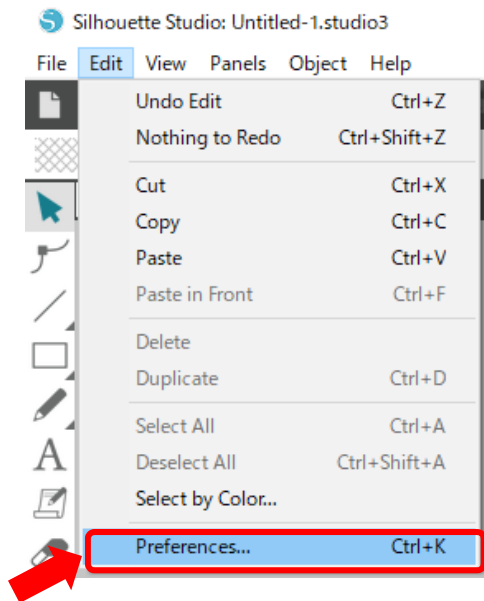 Silhouette Studio: Untitled-1.studio3
File Edit View Panels Object Help
Undo Edit Ctrl+Z
Nothing to Redo Ctrl+Shift+Z
Cut Ctrl+X
Copy Ctrl+C
Paste Ctrl+V
Paste in Front Ctrl+F
Delete
Duplicate Ctrl+D
Select All Ctrl+A
Deselect All Ctrl+Shift+A
Select by Color...
Preferences... Ctrl+K